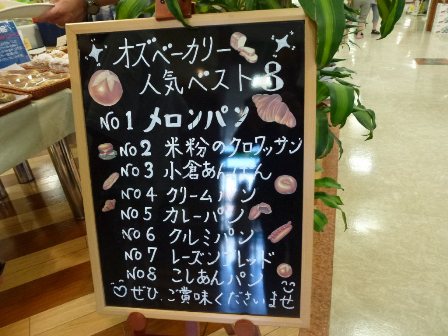 オズベーカリー
人気ベスト8
No1 メロンパン
No2 米粉のクロワッサン
No3 小倉あんぱん
No4 クリームパン
No5 カレーパン
No6 クルミパン
No7 レーズンブレッド
No8 こしあんパン
ぜひ、ご賞味くださいませ